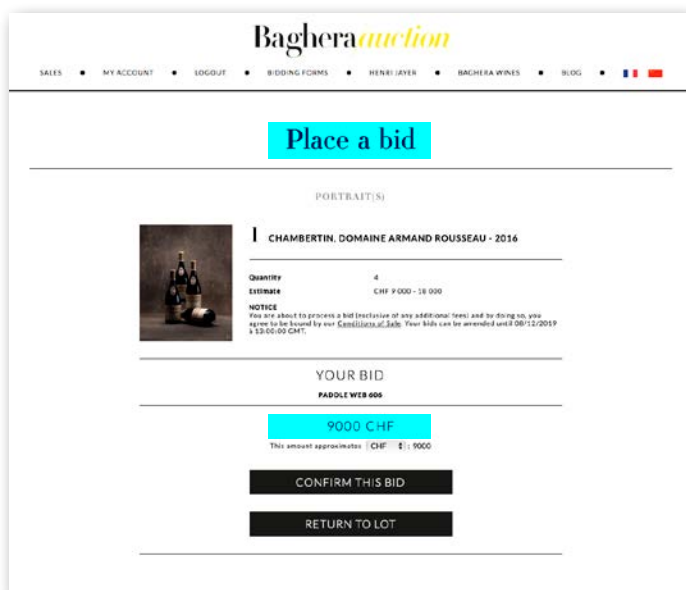 Baghera auction
SALES • MY ACCOUNT • LOGOUT • BIDDING FORMS • HENRI JAYER • BAGHERA WINES • BLOG •
Place a bid
PORTRAIT(S)
1 CHAMBERTIN, DOMAINE ARMAND ROUSSEAU - 2016
Quantity 4
Estimate CHF 9 000 - 18 000
NOTICE
You are about to process a bid (exclusive of any additional fees) and by doing so, you
agree to be bound by our Conditions of Sale. Your bids can be amended until 08/12/2019
à 13:00:00 GMT.
YOUR BID
PADDLE WEB 606
9000 CHF
This amount approximates CHF : 9000
CONFIRM THIS BID
RETURN TO LOT